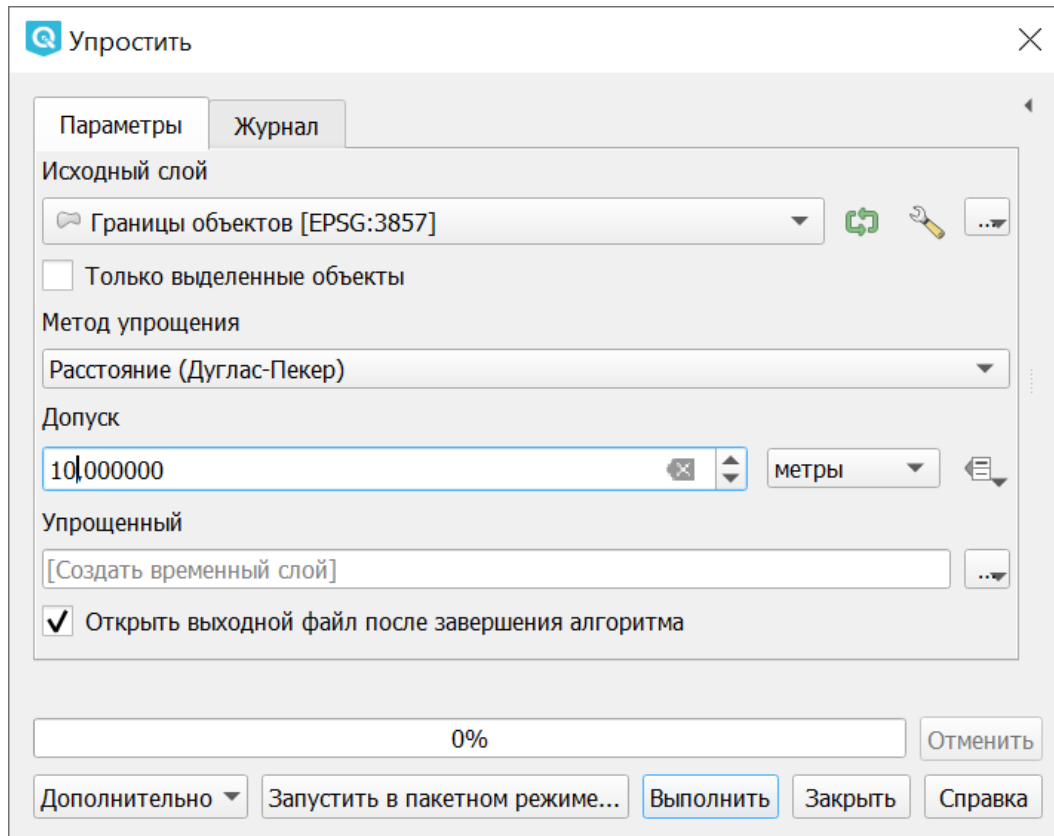 Упростить
Параметры Журнал
Исходный слой
Границы объектов [EPSG:3857]
...
Только выделенные объекты
Метод упрощения
Расстояние (Дуглас-Пекер)
Допуск
10,000000 метры
Упрощенный
[Создать временный слой] ...
Открыть выходной файл после завершения алгоритма
0% Отменить
Дополнительно Запустить в пакетном режиме... Выполнить Закрыть Справка